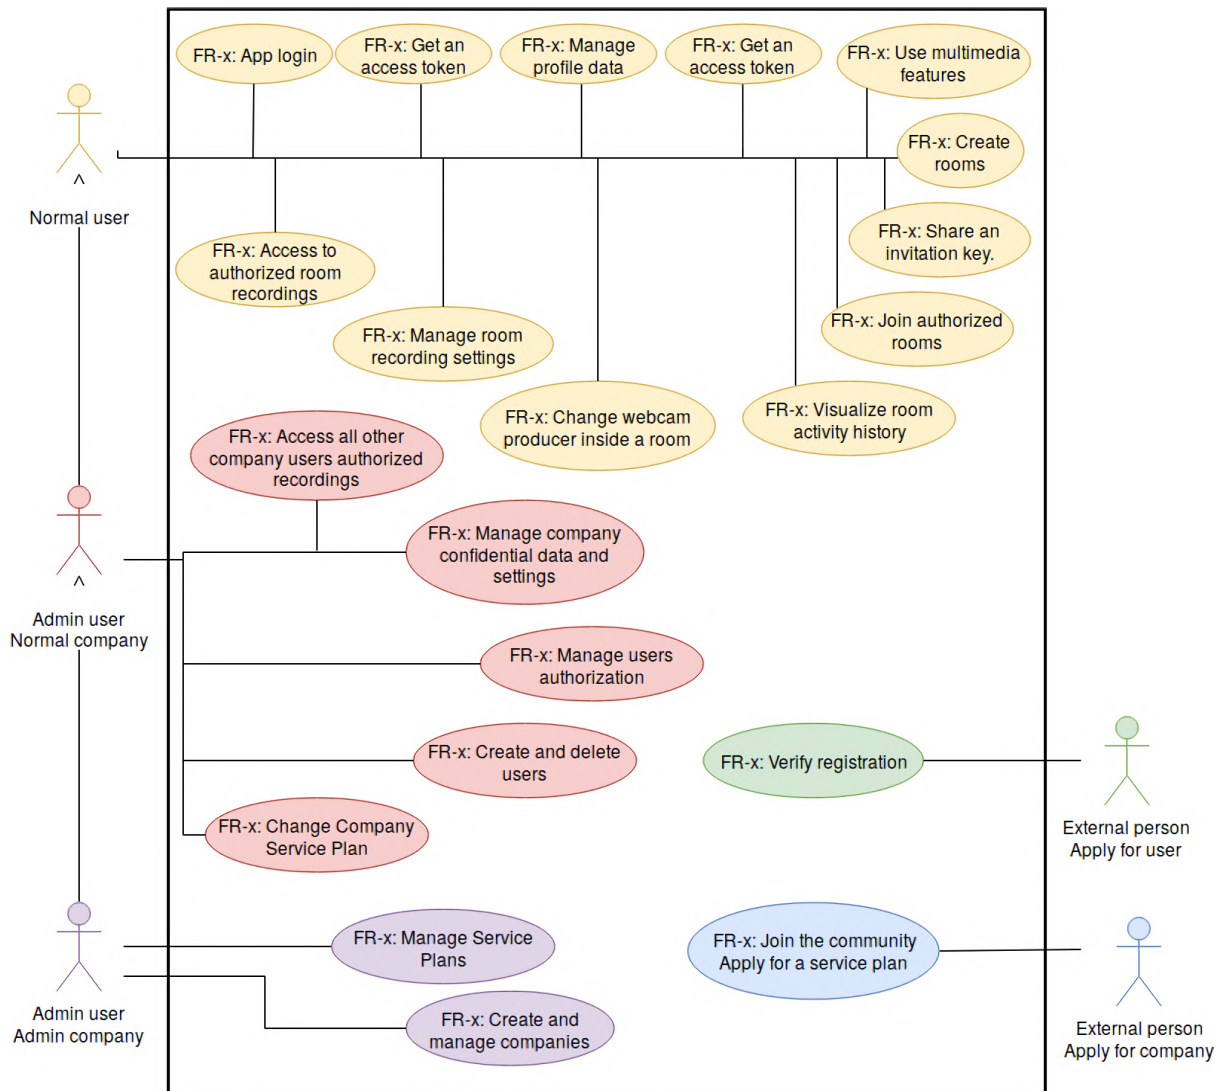 FR-x: App login
FR-x: Get an
access token
FR-x: Manage
profile data
FR-x: Get an
access token
FR-x: Use multimedia
features
FR-x: Create
rooms
Normal user
FR-x: Share an
invitation key.
FR-x: Access to
authorized room
recordings
FR-x: Join authorized
rooms
FR-x: Manage room
recording settings
FR-x: Change webcam
producer inside a room
FR-x: Visualize room
activity history
FR-x: Access all other
company users authorized
recordings
FR-x: Manage company
confidential data and
settings
Admin user
Normal company
FR-x: Manage users
authorization
FR-x: Create and delete
users
FR-x: Verify registration
FR-x: Change Company
Service Plan
External person
Apply for user
FR-x: Manage Service
Plans
FR-x: Join the community
Apply for a service plan
Admin user
Admin company
FR-x: Create and
manage companies
External person
Apply for company